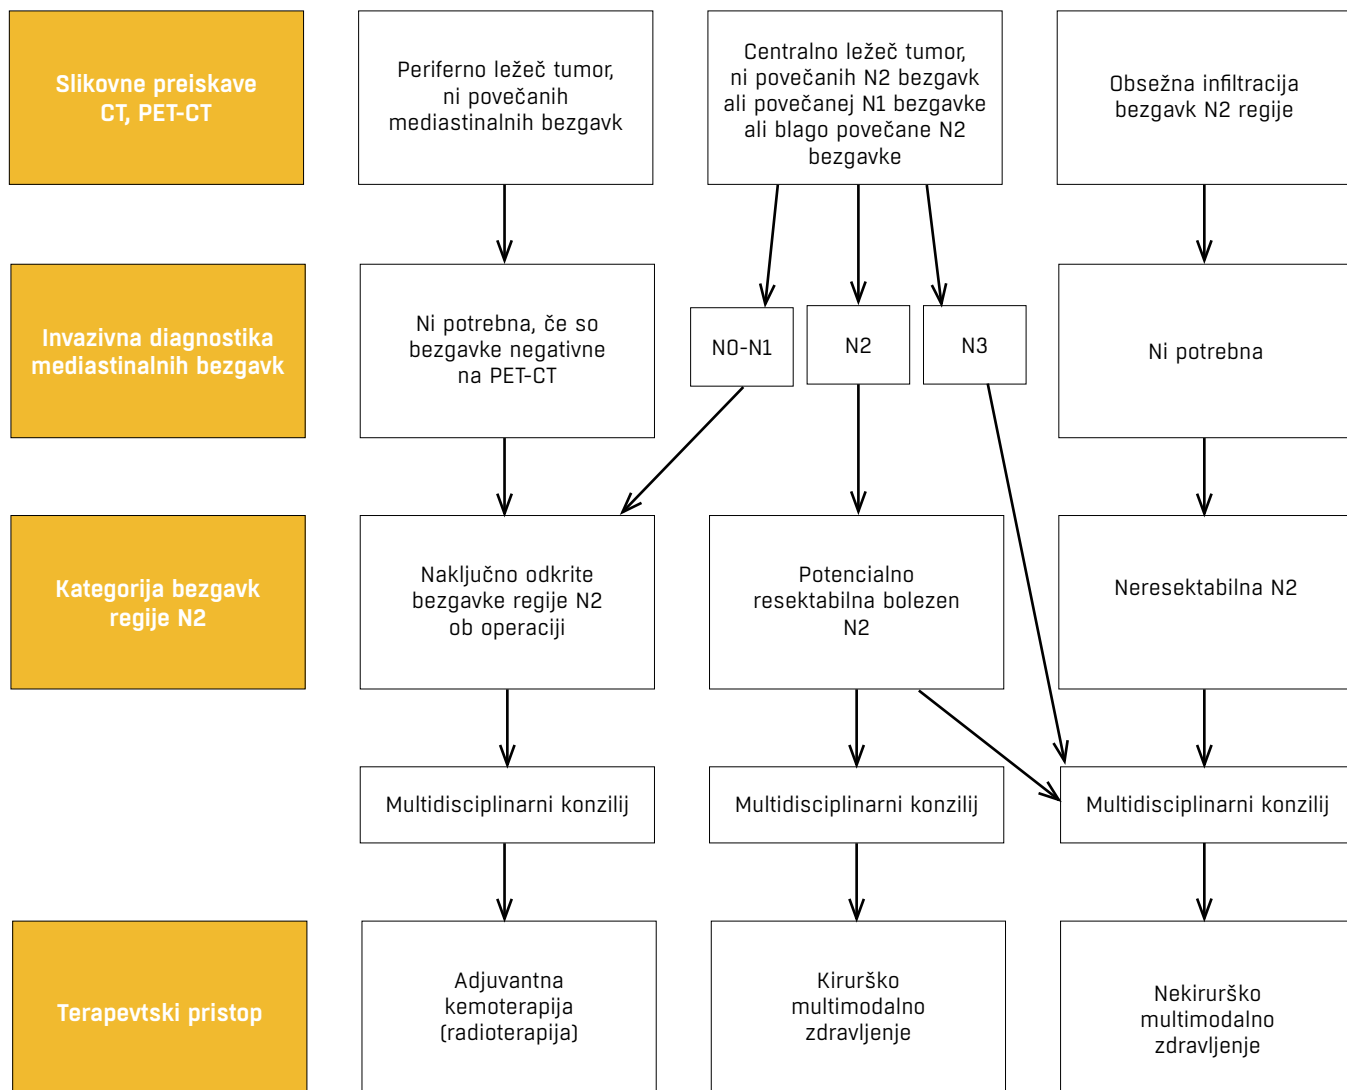 Slikovne preiskave
CT, PET-CT
Periferno ležeč tumor,
ni povečanih
mediastinalnih bezgavk
Centralno ležeč tumor,
ni povečanih N2 bezgavk
ali povečanej N1 bezgavke
ali blago povečane N2
bezgavke
Obsežna infiltracija
bezgavk N2 regije
Invazivna diagnostika
mediastinalnih bezgavk
Ni potrebna, če so
bezgavke negativne
na PET-CT
N0-N1
N2
N3
Ni potrebna
Kategorija bezgavk
regije N2
Naključno odkrite
bezgavke regije N2
ob operaciji
Potencialno
resektabilna bolezen
N2
Neresektabilna N2
Multidisciplinarni konzilij
Multidisciplinarni konzilij
Multidisciplinarni konzilij
Terapevtski pristop
Adjuvantna
kemoterapija
(radioterapija)
Kirurško
multimodalno
zdravljenje
Nekirurško
multimodalno
zdravljenje